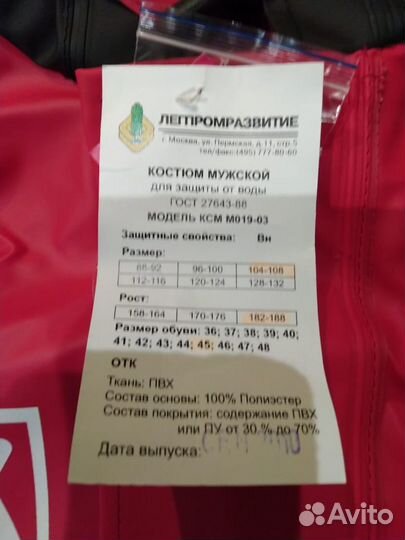 ЛЕГПРОМРАЗВИТИЕ
г. Москва, ул. Пермская, д.11, стр.5
тел/факс(495)-777-80-60
КОСТЮМ МУЖСКОЙ
для защиты от воды
ГОСТ 27643-88
МОДЕЛЬ КСМ М019-03
Защитные свойства: Вн
Размер:
88-92 96-100 104-108
112-116 120-124 128-132
Рост:
158-164 170-176 182-188
Размер обуви: 36; 37; 38; 39; 40;
41; 42; 43; 44; 45; 46; 47; 48
ОТК
Ткань: ПВХ
Состав основы: 100% Полиэстер
Состав покрытия: содержание ПВХ
или ПУ от 30 % до 70%
Дата выпуска:
Avito